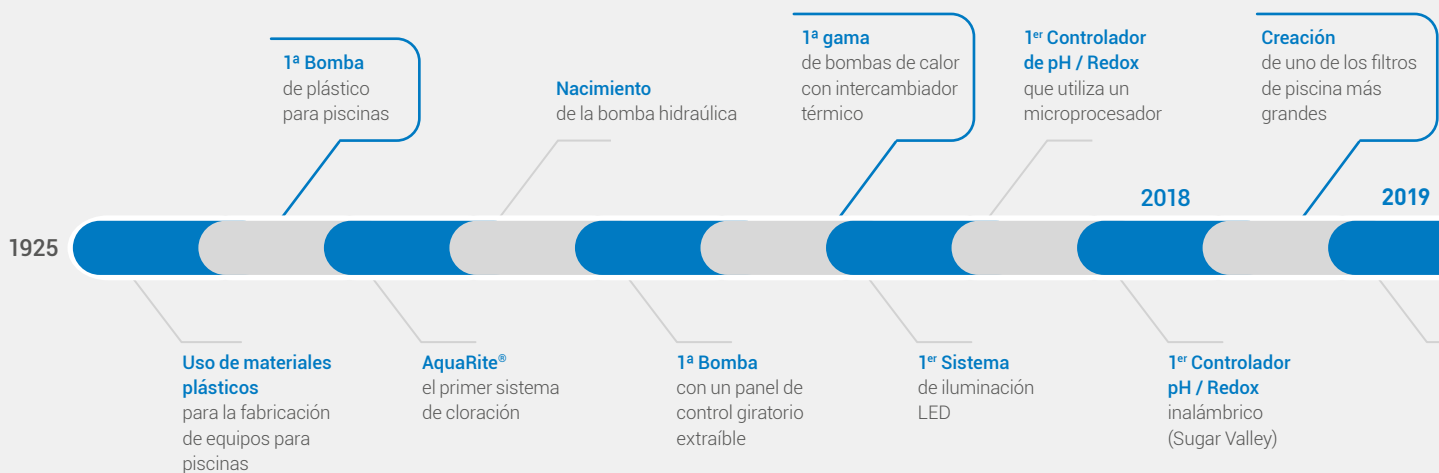 1ª Bomba
de plástico
para piscinas
Nacimiento
de la bomba hidraúlica
1ª gama
de bombas de calor
con intercambiador
térmico
1er Controlador
de pH / Redox
que utiliza un
microprocesador
Creación
de uno de los filtros
de piscina más
grandes
2018
2019
1925
Uso de materiales
plásticos
para la fabricación
de equipos para
piscinas
AquaRite®
el primer sistema
de cloración
1ª Bomba
con un panel de
control giratorio
extraíble
1er Sistema
de iluminación
LED
1er Controlador
pH / Redox
inalámbrico
(Sugar Valley)